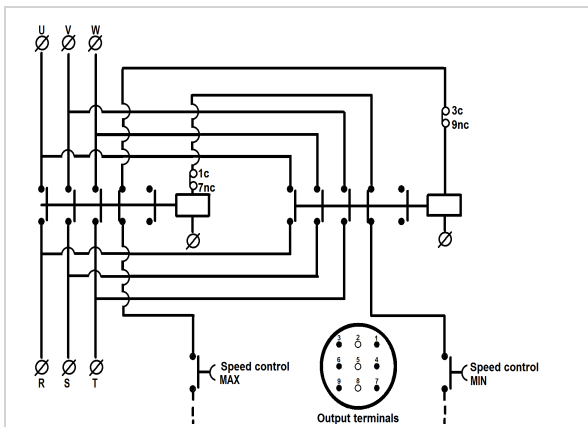 U V W
3c
9nc
1c
7nc
3 2 1
6 5 4
9 8 7
Speed control
MAX
Speed control
MIN
R S T
Output terminals